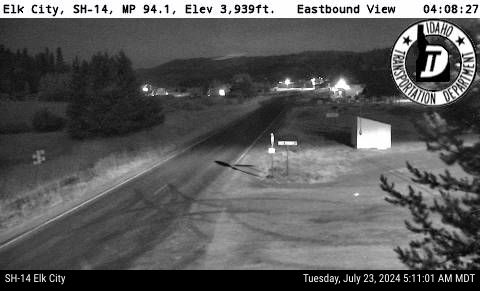 Elk City, SH-14, MP 94.1, Elev 3,939ft. Eastbound View 04:08:27
IDAHO
TRANSPORTATION DEPARTMENT
SH-14 Elk City
Tuesday, July 23, 2024 5:11:01 AM MDT